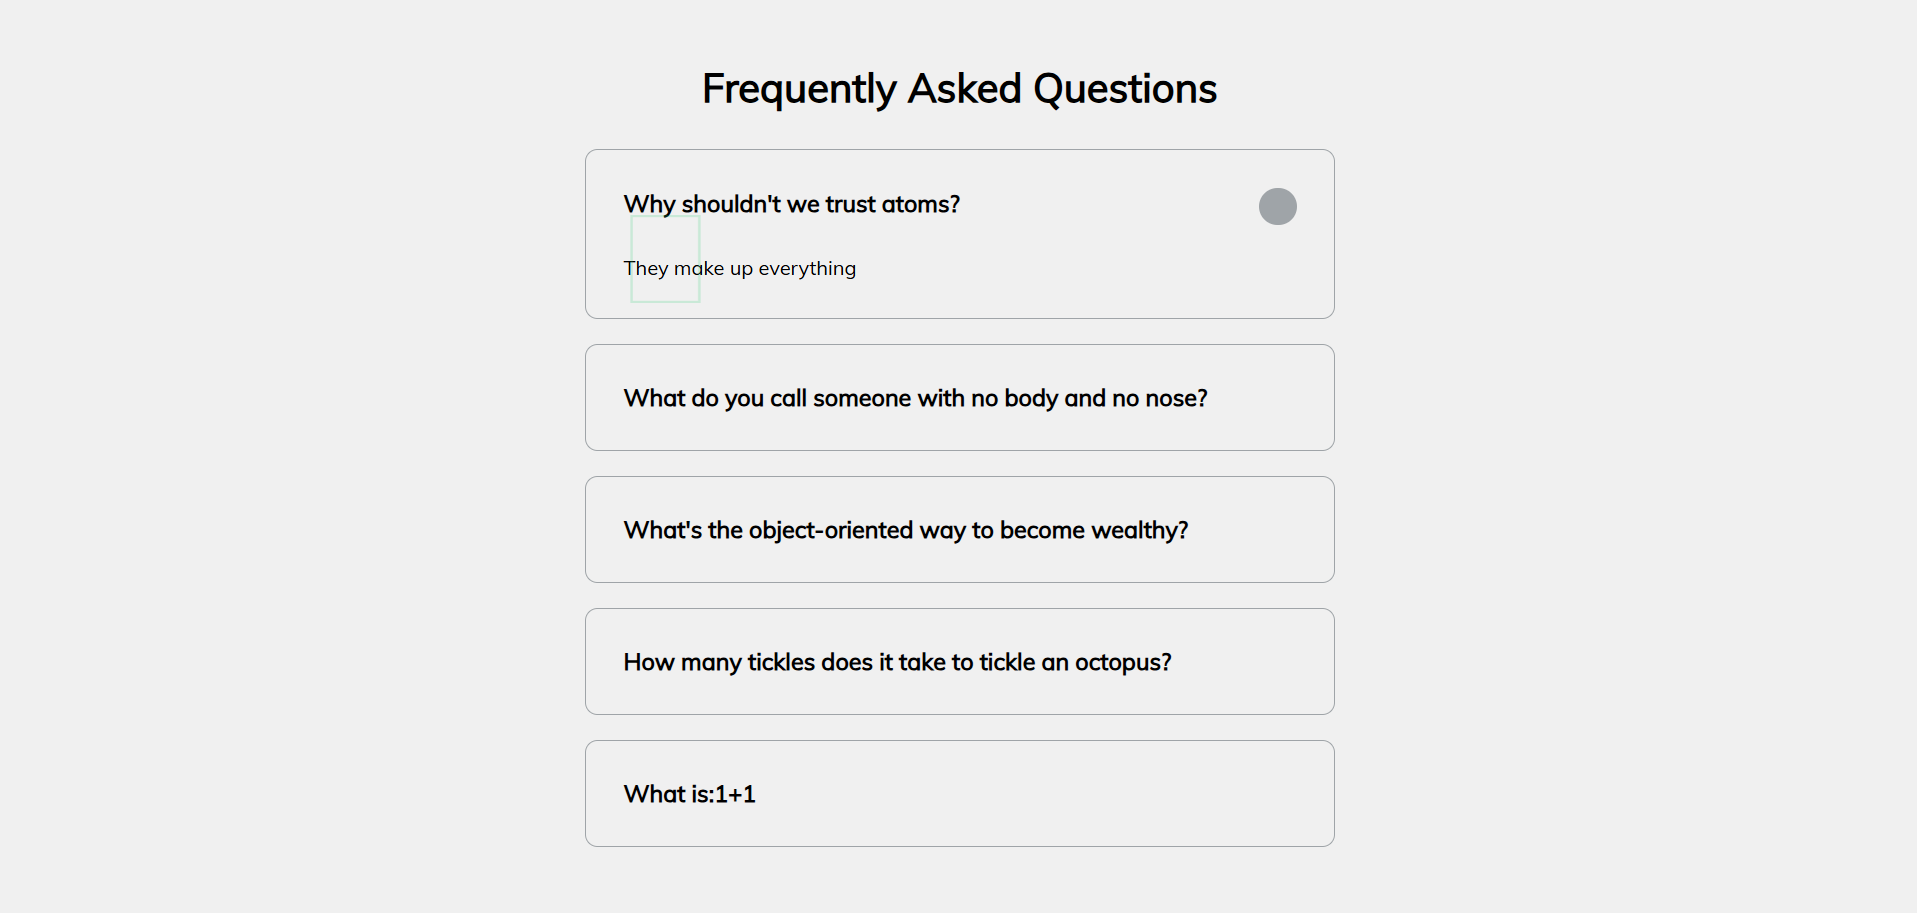 Frequently Asked Questions
Why shouldn't we trust atoms?
They make up everything
What do you call someone with no body and no nose?
What's the object-oriented way to become wealthy?
How many tickles does it take to tickle an octopus?
What is:1+1